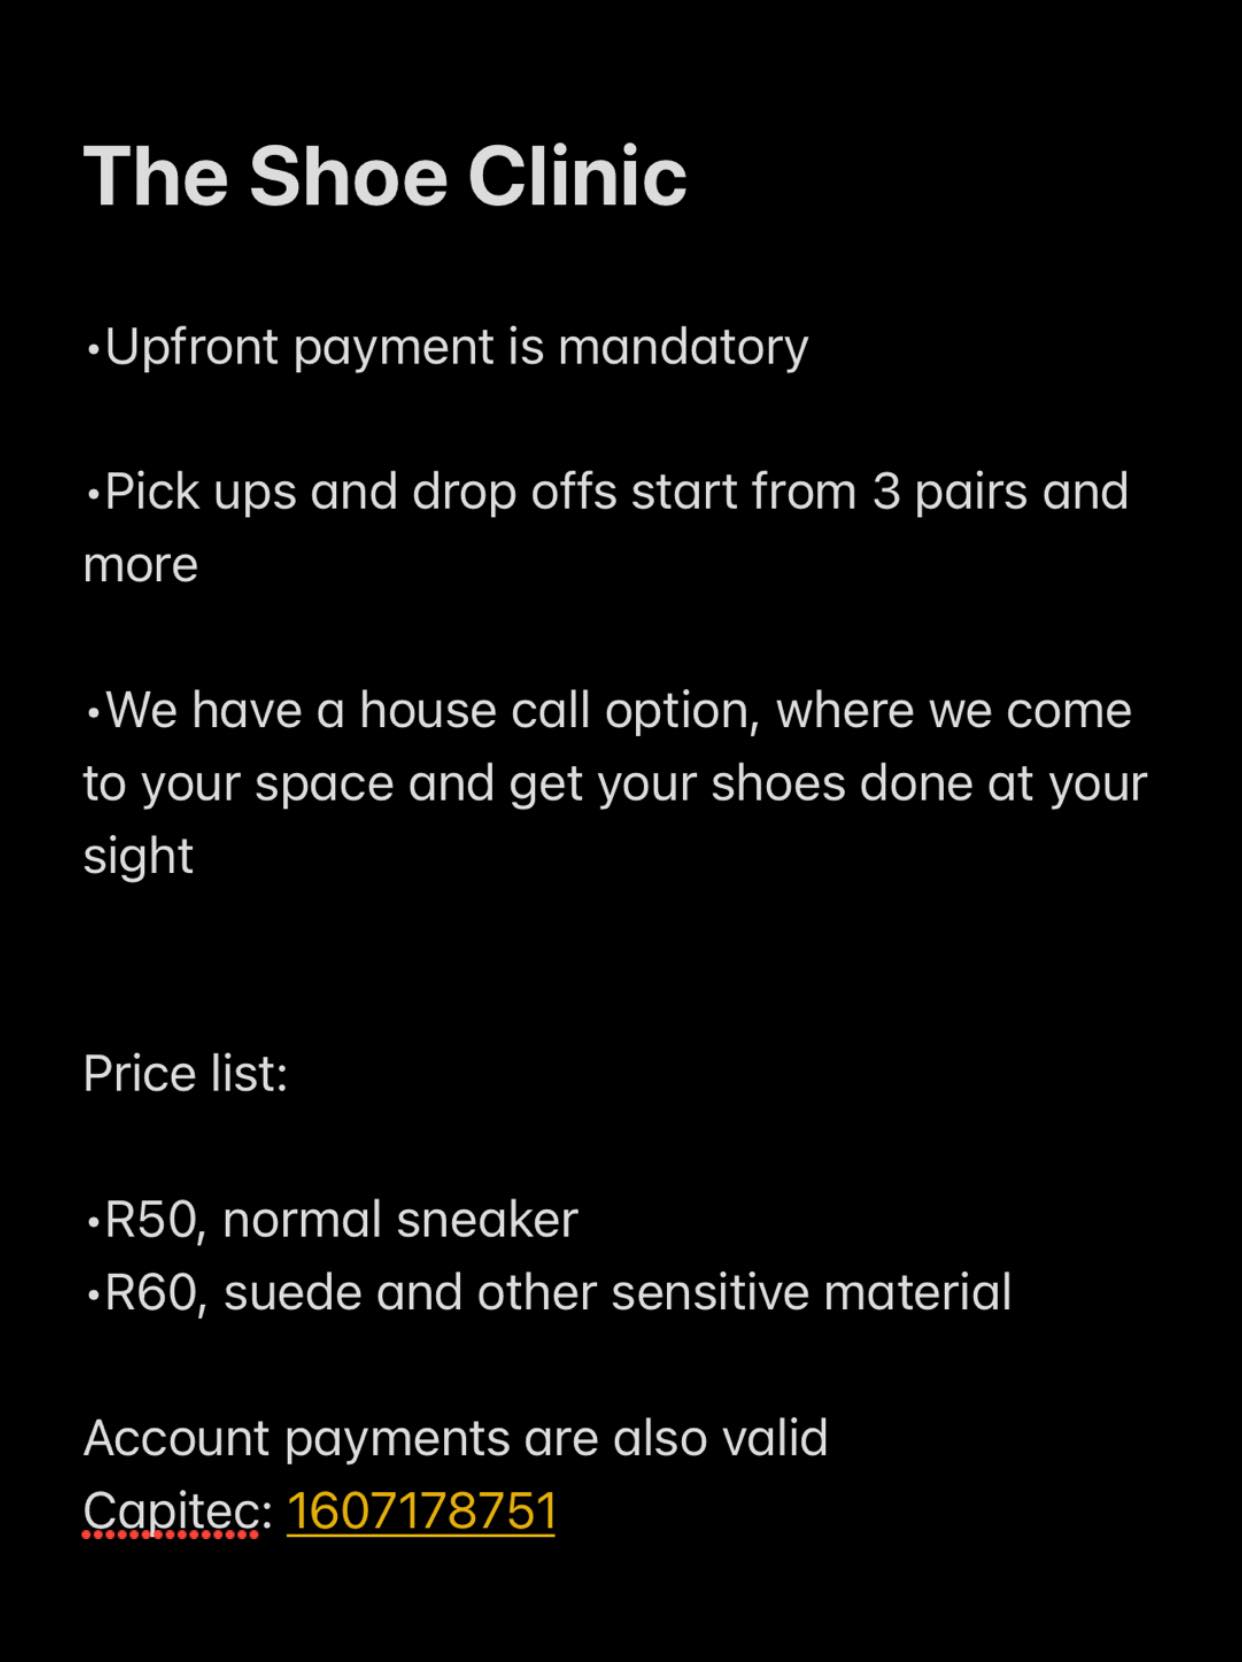 The Shoe Clinic
•Upfront payment is mandatory
•Pick ups and drop offs start from 3 pairs and
more
•We have a house call option, where we come
to your space and get your shoes done at your
sight
Price list:
•R50, normal sneaker
•R60, suede and other sensitive material
Account payments are also valid
Capitec: 1607178751